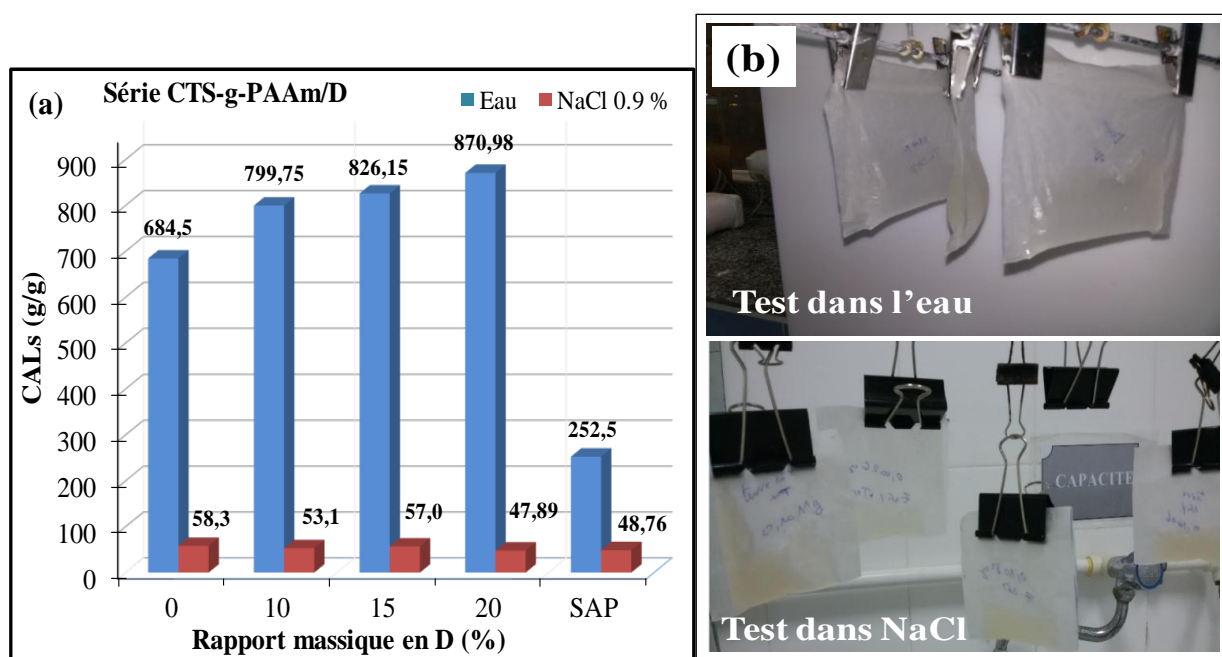 (a)
Série CTS-g-PAAm/D
Eau
NaCl 0.9 %
CALs (g/g)
900
800
700
600
500
400
300
200
100
0
684,5
799,75
826,15
870,98
252,5
58,3
53,1
57,0
47,89
48,76
0
10
15
20
SAP
Rapport massique en D (%)
(b)
Test dans l’eau
CAPACITE
Test dans NaCl